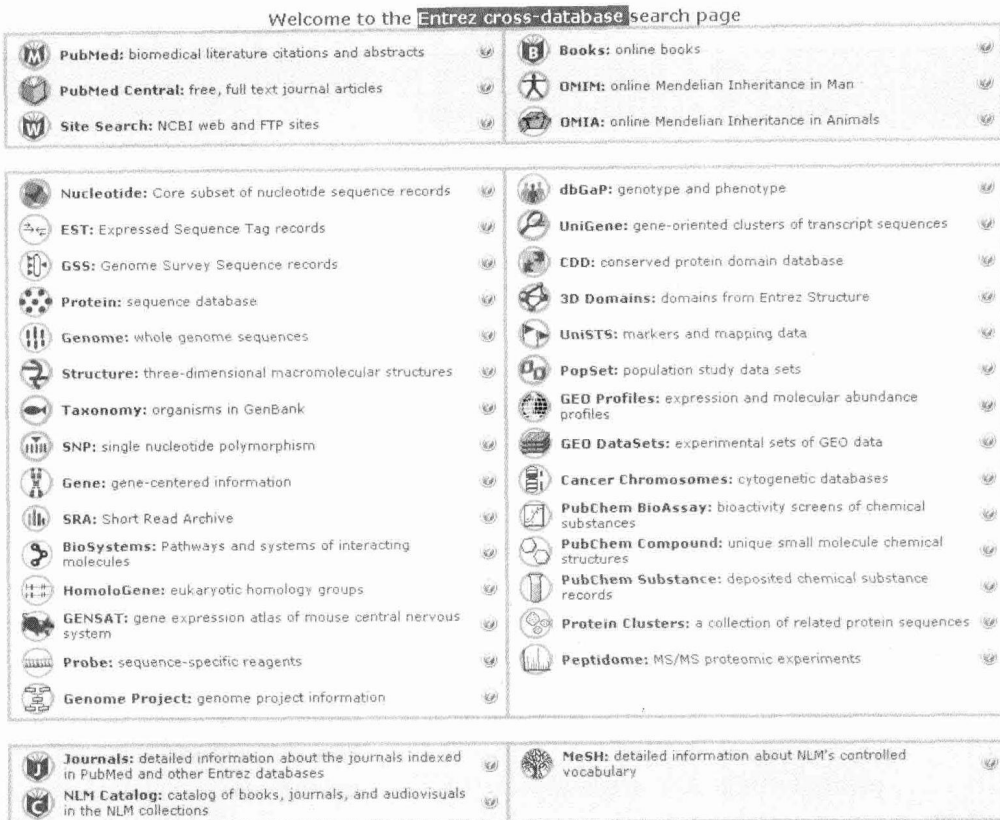 Welcome to the Entrez cross-database search page
PubMed: biomedical literature citations and abstracts
PubMed Central: free, full text journal articles
Site Search: NCBI web and FTP sites
Books: online books
OMIM: online Mendelian Inheritance in Man
OMIA: online Mendelian Inheritance in Animals
Nucleotide: Core subset of nucleotide sequence records
EST: Expressed Sequence Tag records
GSS: Genome Survey Sequence records
Protein: sequence database
Genome: whole genome sequences
Structure: three-dimensional macromolecular structures
Taxonomy: organisms in GenBank
SNP: single nucleotide polymorphism
Gene: gene-centered information
SRA: Short Read Archive
BioSystems: Pathways and systems of interacting
molecules
HomoloGene: eukaryotic homology groups
GENSAT: gene expression atlas of mouse central nervous
system
Probe: sequence-specific reagents
Genome Project: genome project information
dbGaP: genotype and phenotype
UniGene: gene-oriented clusters of transcript sequences
CDD: conserved protein domain database
3D Domains: domains from Entrez Structure
UniSTS: markers and mapping data
PopSet: population study data sets
GEO Profiles: expression and molecular abundance
profiles
GEO DataSets: experimental sets of GEO data
Cancer Chromosomes: cytogenetic databases
PubChem BioAssay: bioactivity screens of chemical
substances
PubChem Compound: unique small molecule chemical
structures
PubChem Substance: deposited chemical substance
records
Protein Clusters: a collection of related protein sequences
Peptidome: MS/MS proteomic experiments
Journals: detailed information about the journals indexed
in PubMed and other Entrez databases
NLM Catalog: catalog of books, journals, and audiovisuals
in the NLM collections
MeSH: detailed information about NLM's controlled
vocabulary